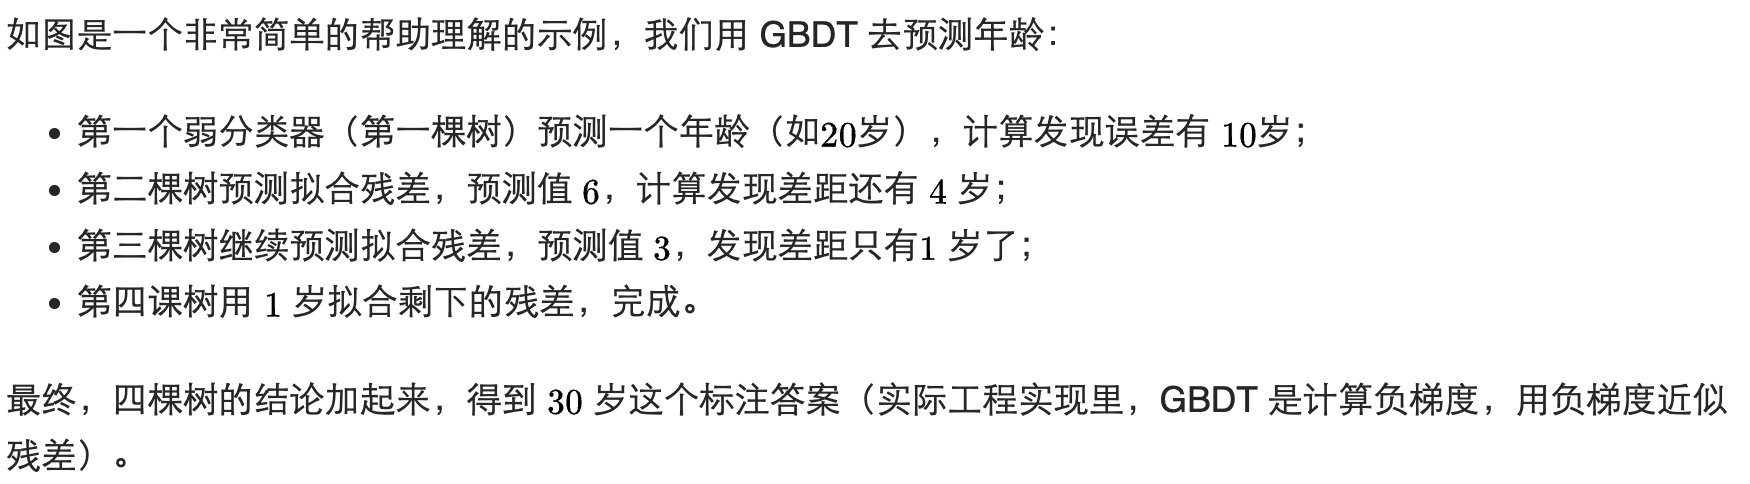 如图是一个非常简单的帮助理解的示例，我们用 GBDT 去预测年龄：
• 第一个弱分类器（第一棵树）预测一个年龄（如20岁），计算发现误差有 10岁；
• 第二棵树预测拟合残差，预测值 6，计算发现差距还有 4 岁；
• 第三棵树继续预测拟合残差，预测值 3，发现差距只有1 岁了；
• 第四课树用 1 岁拟合剩下的残差，完成。
最终，四棵树的结论加起来，得到 30 岁这个标注答案（实际工程实现里，GBDT 是计算负梯度，用负梯度近似
残差）。